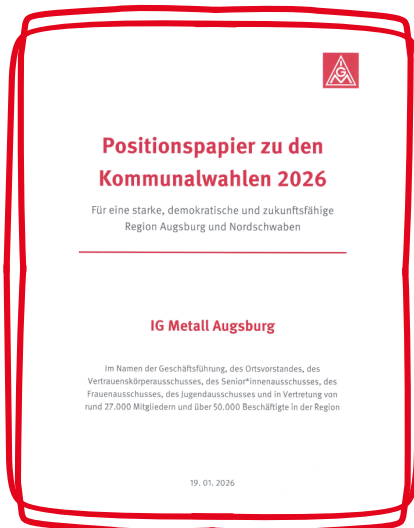 IGM
Positionspapier zu den
Kommunalwahlen 2026
Für eine starke, demokratische und zukunftsfähige
Region Augsburg und Nordschwaben
IG Metall Augsburg
Im Namen der Geschäftsführung, des Ortsvorstandes, des
Vertrauenskörperausschusses, des Senior*innenausschusses, des
Frauenausschusses, des Jugendausschusses und in Vertretung von
rund 27.000 Mitgliedern und über 50.000 Beschäftigte in der Region
19. 01. 2026